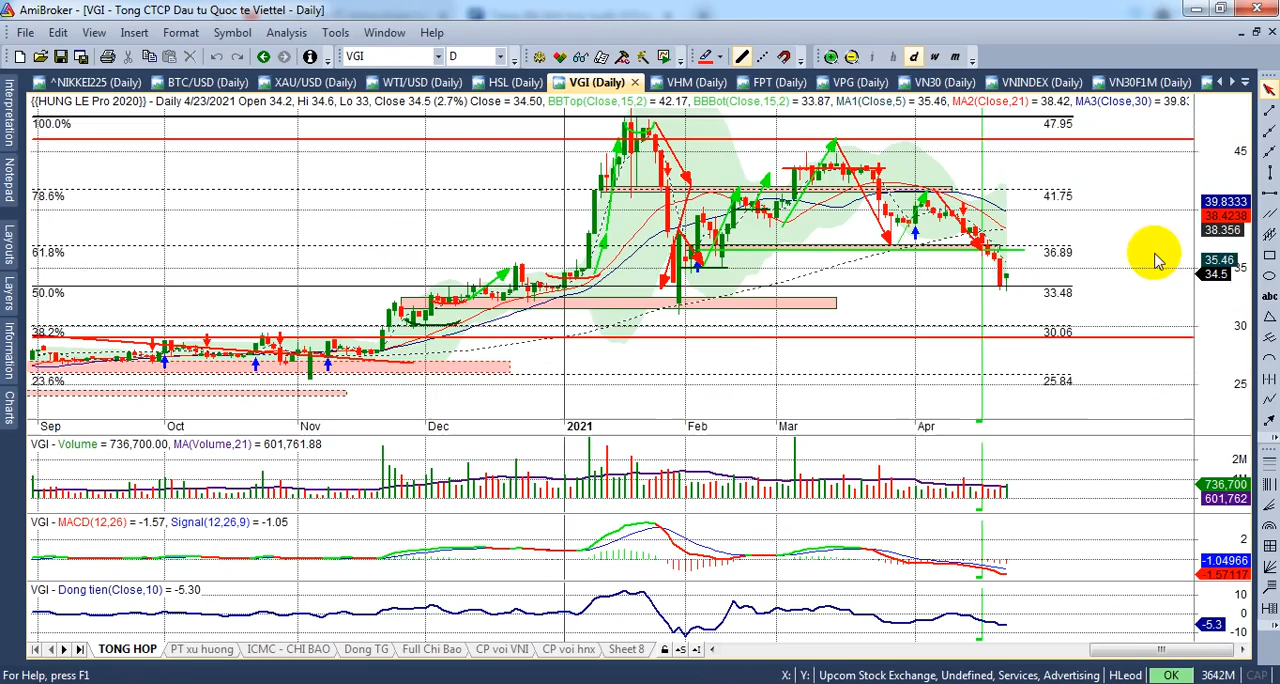 AmiBroker - [VGI - Tong CTCP Dau tu Quoc te Viettel - Daily]
File Edit View Insert Format Symbol Analysis Tools Window Help
VGI D i h d w m
^NIKKEI225 (Daily) BTC/USD (Daily) XAU/USD (Daily) WTI/USD (Daily) HSL (Daily) VGI (Daily) VHM (Daily) FPT (Daily) VPG (Daily) VN30 (Daily) VNINDEX (Daily) VN30F1M (Daily)
{{HUNG LE Pro 2020}} - Daily 4/23/2021 Open 34.2, Hi 34.6, Lo 33, Close 34.5 (2.7%) Close = 34.50, BBTop(Close,15,2) = 42.17, BBBot(Close,15,2) = 33.87, MA1(Close,5) = 35.46, MA2(Close,21) = 38.42, MA3(Close,30) = 39.83
Interpretation
Notepad
Layouts
Layers
Information
Charts
100.0% 47.95
45
78.6% 41.75
39.8333
38.4238
38.356
61.8% 36.89
35.46
35
34.5
50.0% 33.48
38.2% 30.06
30
23.6% 25.84
25
abc
Sep Oct Nov Dec 2021 Feb Mar Apr
VGI - Volume = 736,700.00, MA(Volume,21) = 601,761.88
2M
736,700
601,762
VGI - MACD(12,26) = -1.57, Signal(12,26,9) = -1.05
2
-1.04966
-1.57117
VGI - Dong tien(Close,10) = -5.30
10
0
-5.3
-10
TONG HOP PT xu huong ICMC - CHI BAO Dong TG Full Chi Bao CP voi VNI CP voi hnx Sheet 8
For Help, press F1 X: Y: Upcom Stock Exchange, Undefined, Services, Advertising HLeod OK 3642M CAP